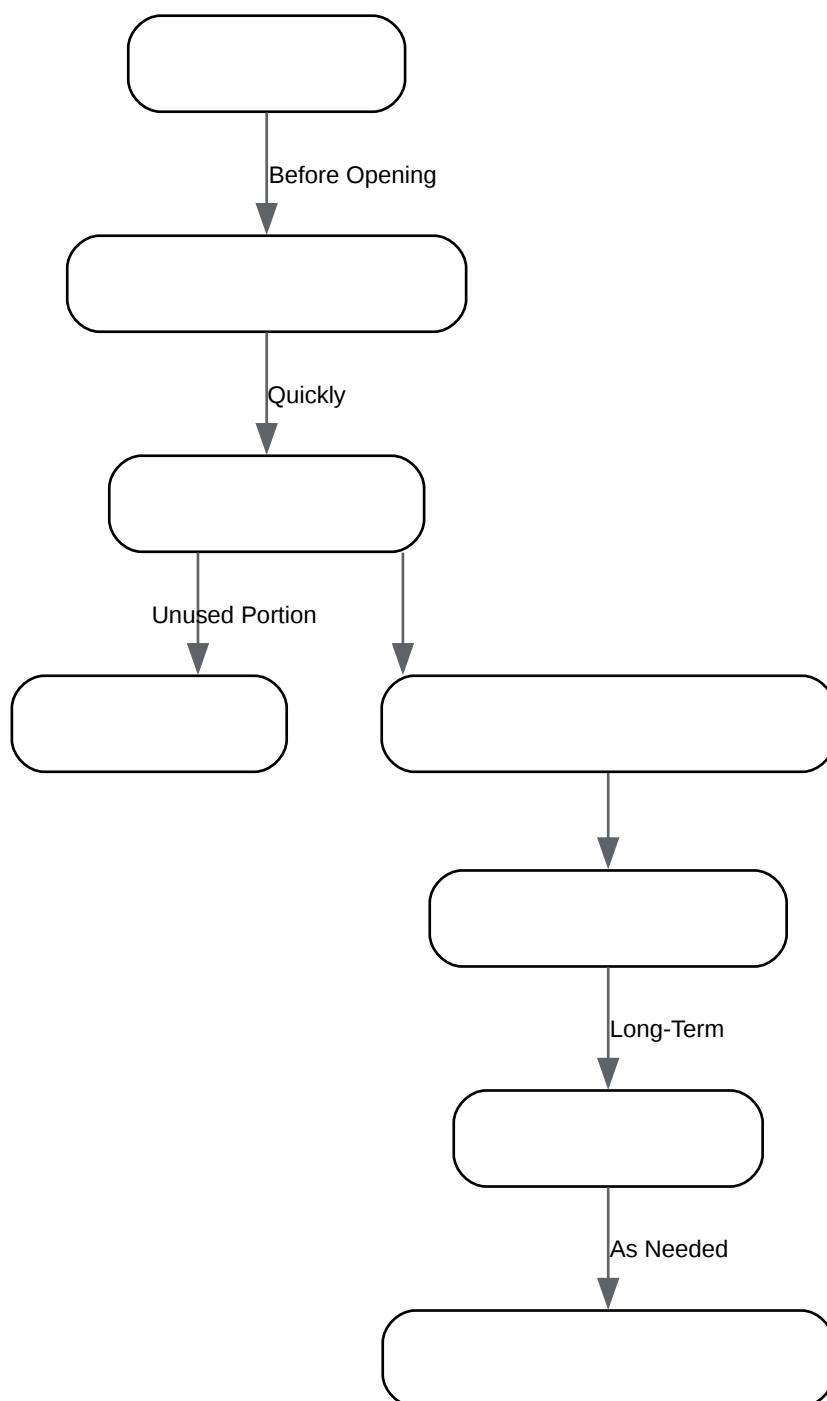 Before Opening
Quickly
Unused Portion
Long-Term
As Needed